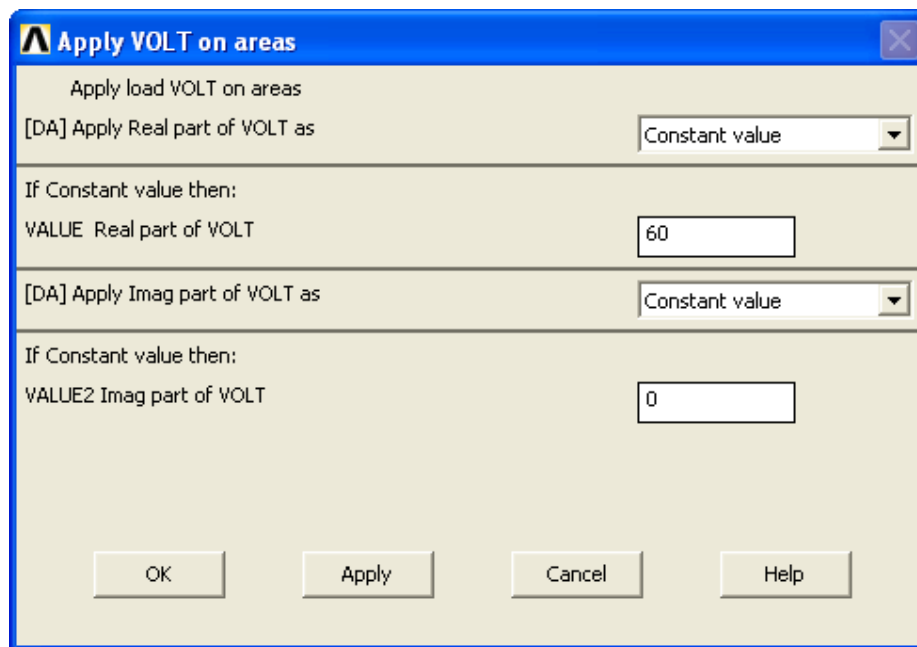 Apply VOLT on areas
Apply load VOLT on areas
[DA] Apply Real part of VOLT as Constant value
If Constant value then:
VALUE Real part of VOLT 60
[DA] Apply Imag part of VOLT as Constant value
If Constant value then:
VALUE2 Imag part of VOLT 0
OK Apply Cancel Help